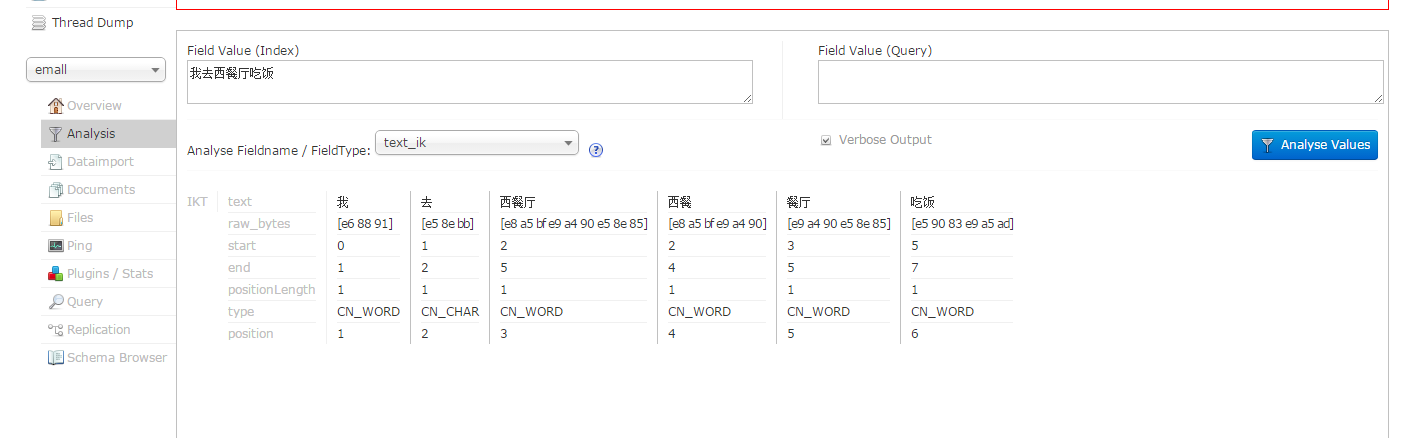 Thread Dump
emall
Overview
Analysis
Dataimport
Documents
Files
Ping
Plugins / Stats
Query
Replication
Schema Browser
Field Value (Index)
我去西餐厅吃饭
Field Value (Query)
Analyse Fieldname / FieldType: text_ik ?
Verbose Output
Analyse Values
IKT text 我 去 西餐厅 西餐 餐厅 吃饭
raw_bytes [e6 88 91] [e5 8e bb] [e8 a5 bf e9 a4 90 e5 8e 85] [e8 a5 bf e9 a4 90] [e9 a4 90 e5 8e 85] [e5 90 83 e9 a5 ad]
start 0 1 2 2 3 5
end 1 2 5 4 5 7
positionLength 1 1 1 1 1 1
type CN_WORD CN_CHAR CN_WORD CN_WORD CN_WORD CN_WORD
position 1 2 3 4 5 6